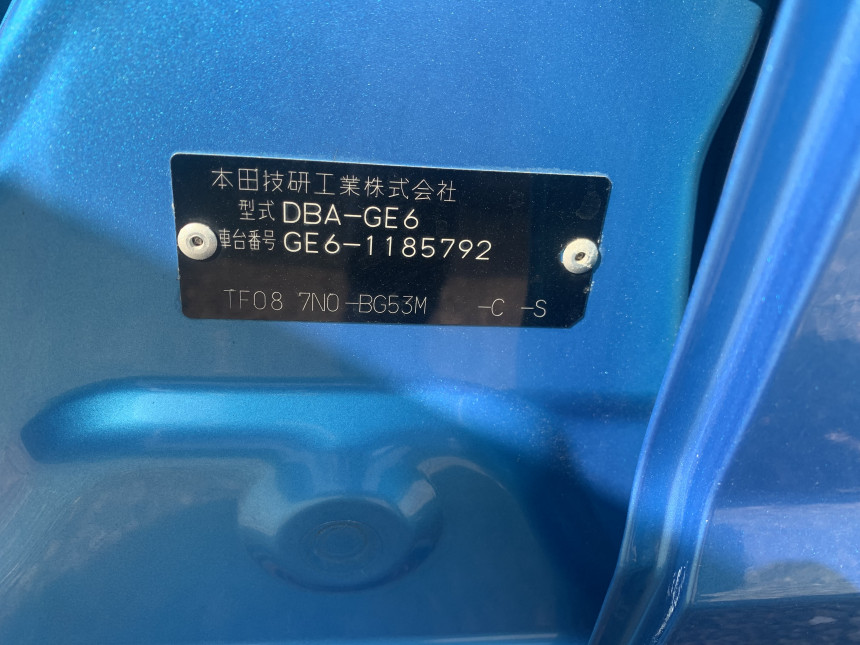 本田技研工業株式会社
型式 DBA-GE6
車台番号 GE6-1185792
TF08 7N0-BG53M -C -S